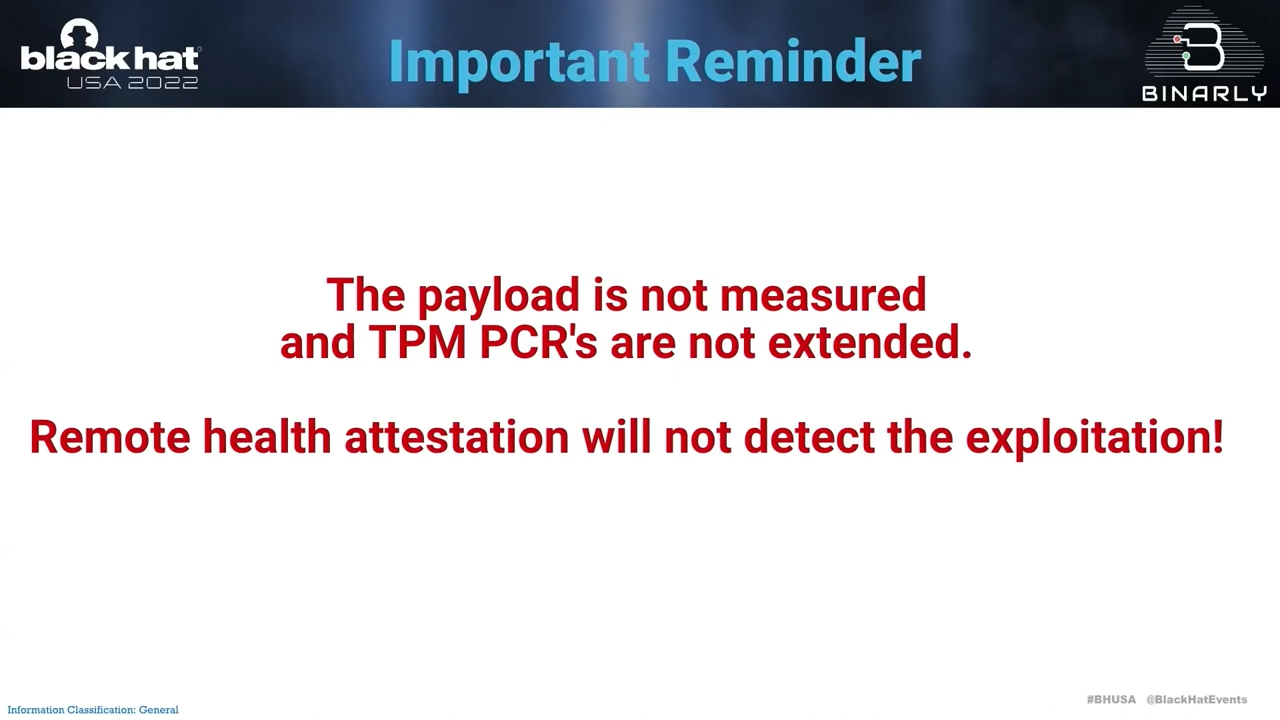 black hat
USA 2022
Important Reminder
BINARLY
The payload is not measured
and TPM PCR's are not extended.
Remote health attestation will not detect the exploitation!
Information Classification: General
#BHUSA @BlackHatEvents